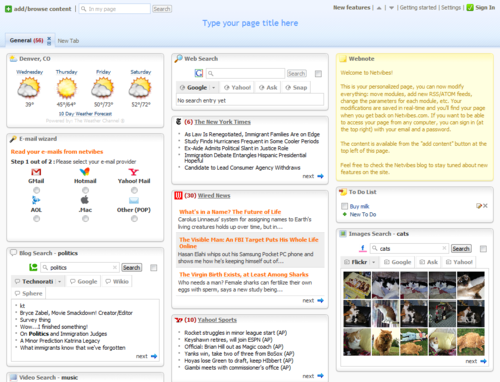 add/browse content | In my page Search
New features | ▲ | ▼ | Getting started | Settings | Sign In
Type your page title here
General (56) New Tab
Denver, CO
Wednesday Thursday Friday Saturday
39° 45°/64° 50°/73° 52°/72°
10 Day Weather Forecast
Powered by: The Weather Channel ®
E-mail wizard
Read your e-mails from netvibes
Step 1 out of 2: Please select your e-mail provider
GMail Hotmail Yahoo! Mail
AOL .Mac Other (POP)
Blog Search - politics
politics Search
Technorati Google Wikio
Sphere
kt
Bryce Zabel, Movie Smackdown! Creator/Editor
Survey thing
Wow...I finished something!
On Politics and Immigration Judges
A Minor Prediction Katrina Legacy
What immigrants know that we've forgotten
next
Video Search - music
Web Search
Search
Google Yahoo! Ask Snap
No search entry yet
(6) The New York Times
As Law Is Renegotiated, Immigrant Families Are on Edge
Study Finds Hurricanes Frequent in Some Cooler Periods
Ex-Aide Admits Political Slant in Justice Role
Immigration Debate Entangles Hispanic Presidential
Hopeful
Candidate to Lead Consumer Agency Withdraws
next
(30) Wired News
What's in a Name? The Future of Life
Carolus Linnaeus' system for assigning names to Earth's
living creatures holds up over time, but in...
The Visible Man: An FBI Target Puts His Whole Life
Online
Hasan Elahi whips out his Samsung Pocket PC phone and
shows me how he's keeping himself out of...
The Virgin Birth Exists, at Least Among Sharks
Who needs a man? Female sharks can fertilize their own
eggs with sperm, says a new study being...
next
(10) Yahoo! Sports
Rocket struggles in minor league start (AP)
Keyshawn retires, will join ESPN (AP)
Official: Brian Hill out as Magic coach (AP)
Yanks win, take two of three from BoSox (AP)
Hoyas lose Green to draft, keep Hibbert (AP)
Giambi meets with commissioner's office (AP)
next
Webnote
Welcome to Netvibes!
This is your personalized page, you can now modify
everything: move modules, add new RSS/ATOM feeds,
change the parameters for each module, etc. Your
modifications are saved in real-time and you'll find your page
when you get back on Netvibes.com. If you want to be able
to access your page from any computer, you can sign in (at
the top right) with your email and a password.
The content is available from the "add content" button at the
top left of this page.
Feel free to check the Netvibes blog to stay tuned about new
features on the site.
To Do List
Buy milk
New To Do
Images Search - cats
cats Search
Flickr Google Ask Yahoo!
next